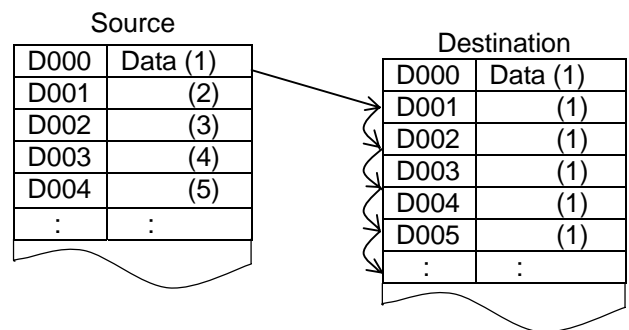 Source
D000 Data (1)
D001 (2)
D002 (3)
D003 (4)
D004 (5)
: :
Destination
D000 Data (1)
D001 (1)
D002 (1)
D003 (1)
D004 (1)
D005 (1)
: :